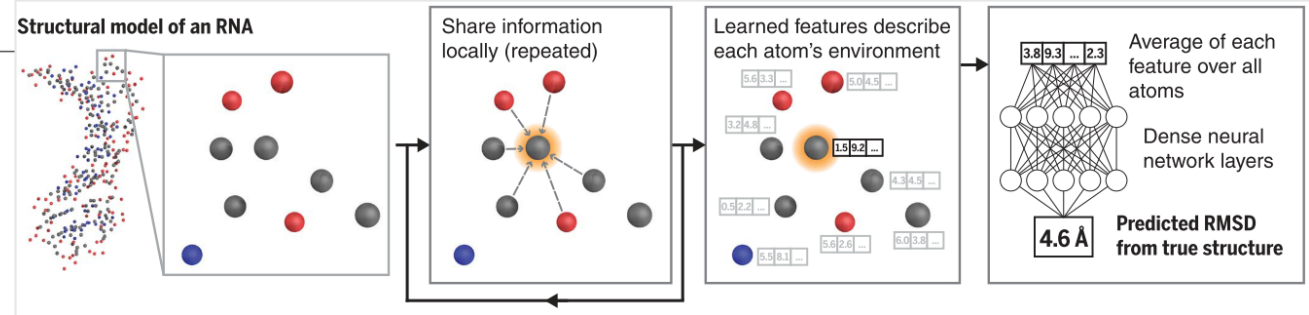 Structural model of an RNA
Share information
locally (repeated)
Learned features describe
each atom's environment
5.6 3.3 ...
5.0 4.5 ...
3.2 4.8 ...
1.5 9.2 ...
4.3 4.5 ...
0.5 2.2 ...
5.6 2.6 ...
6.0 3.8 ...
5.5 8.1 ...
3.8 9.3 ... 2.3
Average of each
feature over all
atoms
Dense neural
network layers
4.6 Å
Predicted RMSD
from true structure